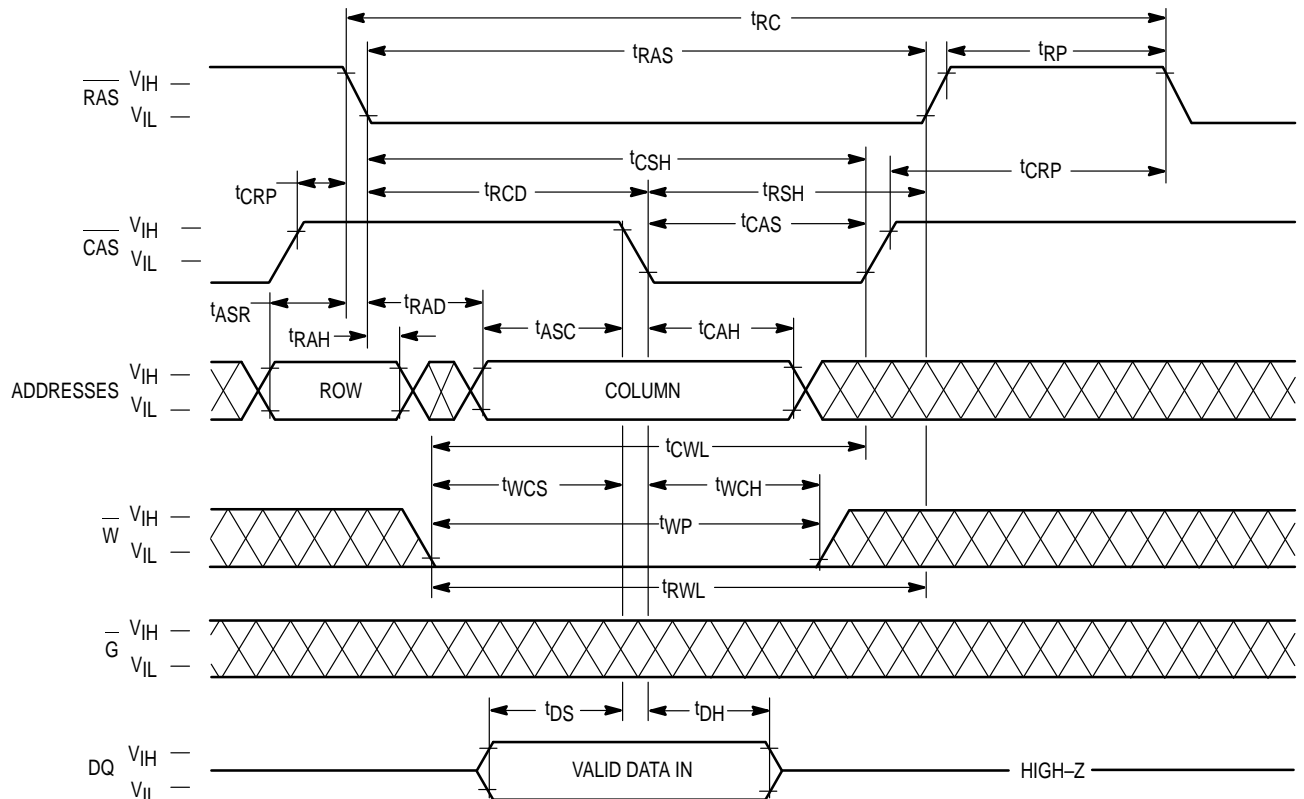 tRC
tRAS
tRP
RAS
VIH
VIL
tCSH
tCRP
tCRP
tRCD
tRSH
tCAS
CAS
VIH
VIL
tASR
tRAD
tRAH
tASC
tCAH
ADDRESSES
VIH
VIL
ROW
COLUMN
tCWL
tWCS
tWCH
W
VIH
VIL
tWP
tRWL
G
VIH
VIL
tDS
tDH
DQ
VIH
VIL
VALID DATA IN
HIGH–Z